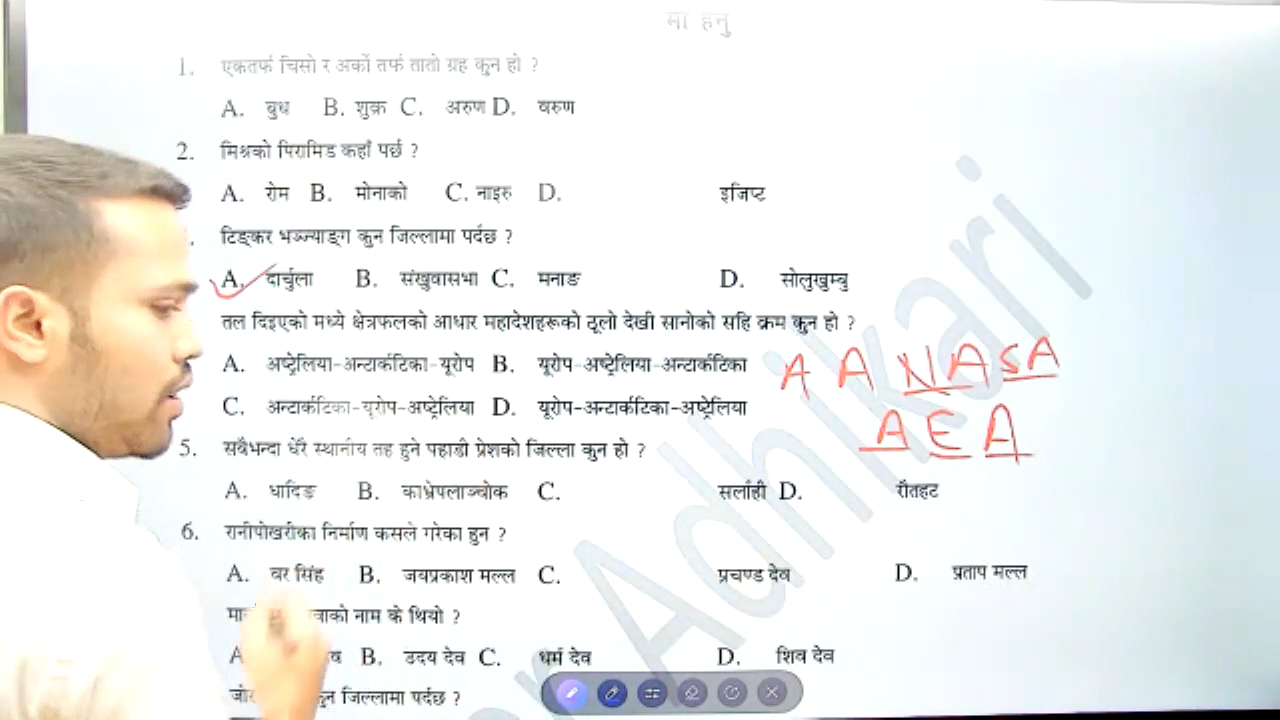 मा हनु
1. एकतर्फ चिसो र अर्को तर्फ तातो ग्रह कुन हो ?
A. बुध B. शुक्र C. अरुण D. वरुण
2. मिश्रको पिरामिड कहाँ पर्छ ?
A. रोम B. मोनाको C. नाइरु D. इजिप्ट
. टिङ्कर भञ्ज्याङ्ग कुन जिल्लामा पर्दछ ?
A. दार्चुला B. संखुवासभा C. मनाङ D. सोलुखुम्बु
तल दिइएको मध्ये क्षेत्रफलको आधार महादेशहरूको ठूलो देखी सानोको सहि क्रम कुन हो ?
A. अष्ट्रेलिया-अन्टार्कटिका-यूरोप B. यूरोप-अष्ट्रेलिया-अन्टार्कटिका
A A NASA
C. अन्टार्कटिका-यूरोप-अष्ट्रेलिया D. यूरोप-अन्टार्कटिका-अष्ट्रेलिया
A E A
5. सबैभन्दा धेरै स्थानीय तह हुने पहाडी प्रेशको जिल्ला कुन हो ?
A. धादिङ B. काभ्रेपलाञ्चोक C. सर्लाही D. रौतहट
6. रानीपोखरीका निर्माण कसले गरेका हुन ?
A. वर सिंह B. जयप्रकाश मल्ल C. प्रचण्ड देव D. प्रताप मल्ल
को नाम के थियो ?
B. उदय देव C. धर्म देव D. शिव देव
जिल्लामा पर्दछ ?
Adhikari